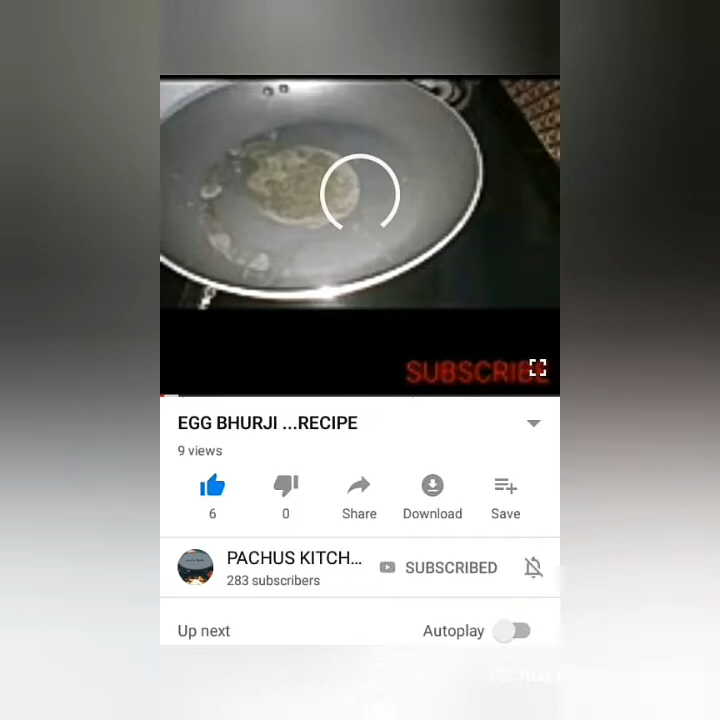 SUBSCRIBE
EGG BHURJI ...RECIPE
9 views
6
0
Share
Download
Save
PACHUS KITCH...
SUBSCRIBED
283 subscribers
Up next
Autoplay